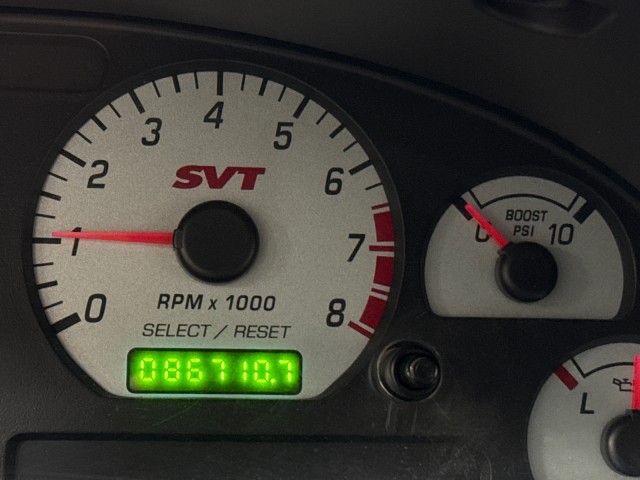 0 1 2 3 4 5 6 7 8
SVT
RPM x 1000
SELECT / RESET
086710.7
BOOST
PSI
0 10
L